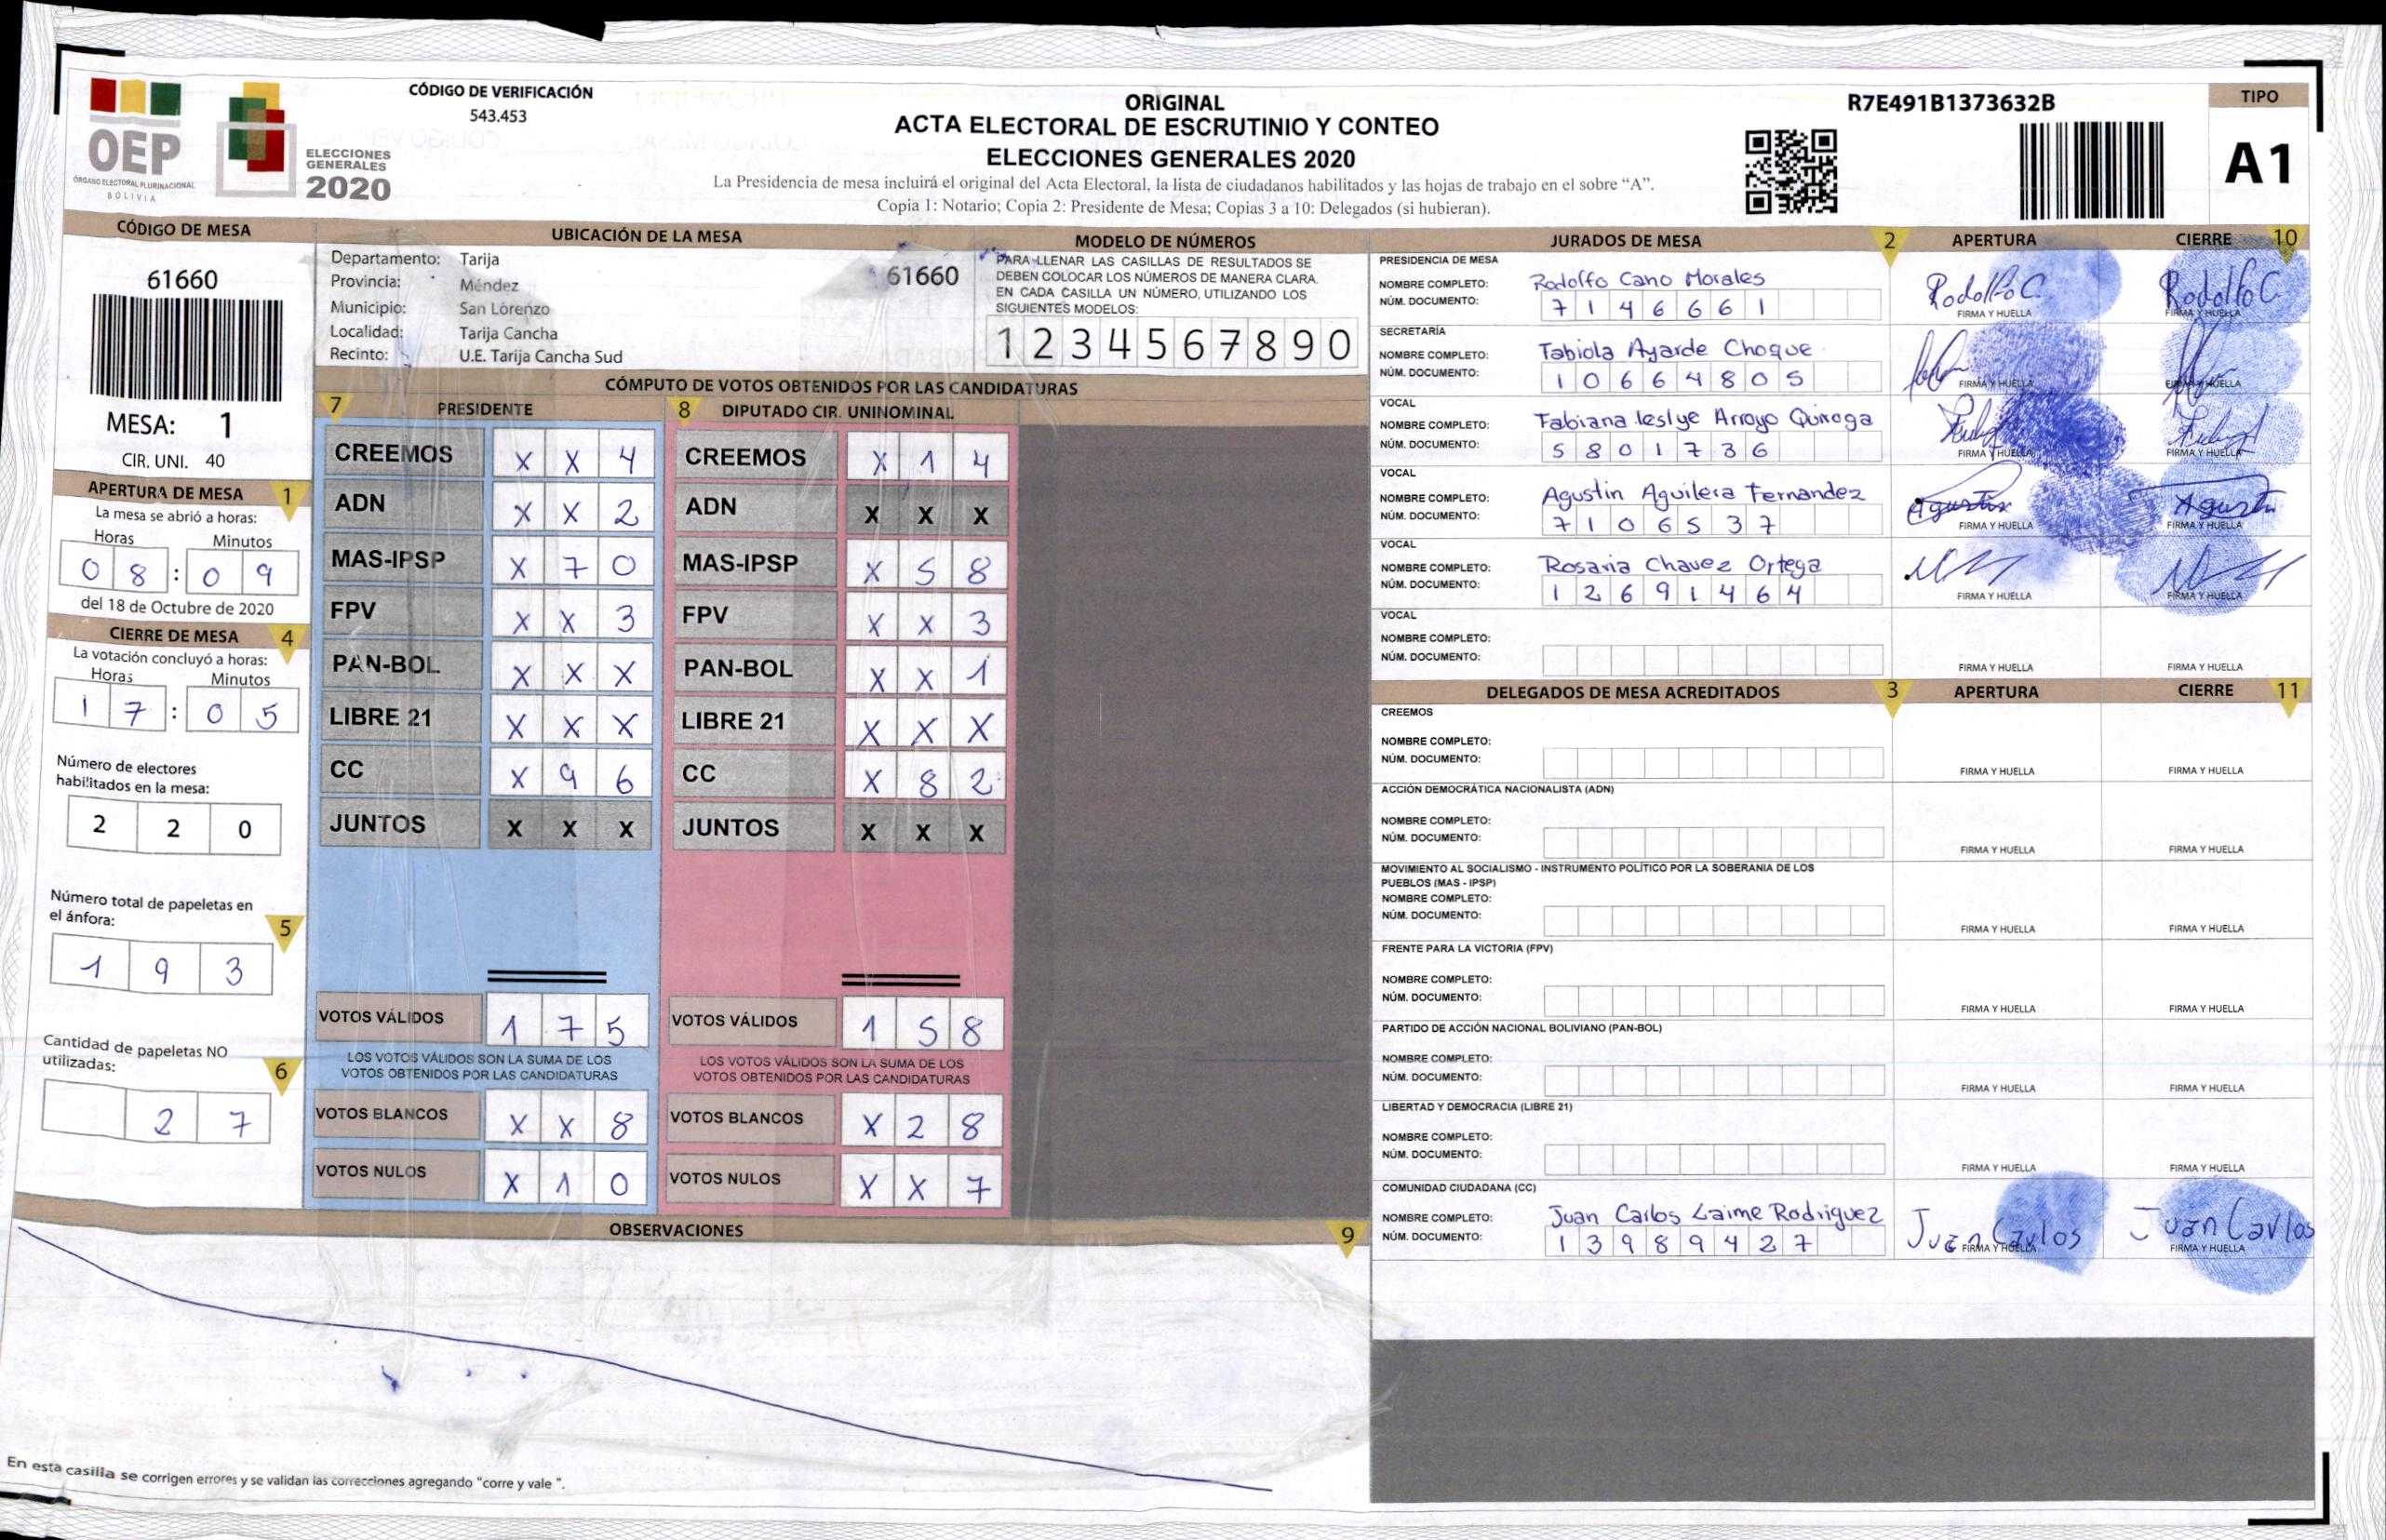 OEP
ÓRGANO ELECTORAL PLURINACIONAL
BOLIVIA
ELECCIONES
GENERALES
2020
CÓDIGO DE VERIFICACIÓN
543.453
ORIGINAL
ACTA ELECTORAL DE ESCRUTINIO Y CONTEO
ELECCIONES GENERALES 2020
La Presidencia de mesa incluirá el original del Acta Electoral, la lista de ciudadanos habilitados y las hojas de trabajo en el sobre “A”.
Copia 1: Notario; Copia 2: Presidente de Mesa; Copias 3 a 10: Delegados (si hubieran).
R7E491B1373632B
TIPO
A1
CÓDIGO DE MESA
61660
MESA: 1
CIR. UNI. 40
APERTURA DE MESA 1
La mesa se abrió a horas:
Horas Minutos
0 8 : 0 9
del 18 de Octubre de 2020
CIERRE DE MESA 4
La votación concluyó a horas:
Horas Minutos
1 7 : 0 5
Número de electores
habilitados en la mesa:
2 2 0
Número total de papeletas en
el ánfora: 5
1 9 3
Cantidad de papeletas NO
utilizadas: 6
2 7
UBICACIÓN DE LA MESA
Departamento: Tarija
Provincia: Méndez
Municipio: San Lorenzo
Localidad: Tarija Cancha
Recinto: U.E. Tarija Cancha Sud
61660
MODELO DE NÚMEROS
PARA LLENAR LAS CASILLAS DE RESULTADOS SE
DEBEN COLOCAR LOS NÚMEROS DE MANERA CLARA.
EN CADA CASILLA UN NÚMERO, UTILIZANDO LOS
SIGUIENTES MODELOS:
1 2 3 4 5 6 7 8 9 0
CÓMPUTO DE VOTOS OBTENIDOS POR LAS CANDIDATURAS
7 PRESIDENTE
CREEMOS X X 4
ADN X X 2
MAS-IPSP X 7 0
FPV X X 3
PAN-BOL X X X
LIBRE 21 X X X
CC X 9 6
JUNTOS X X X
VOTOS VÁLIDOS 1 7 5
LOS VOTOS VÁLIDOS SON LA SUMA DE LOS
VOTOS OBTENIDOS POR LAS CANDIDATURAS
VOTOS BLANCOS X X 8
VOTOS NULOS X 1 0
8 DIPUTADO CIR. UNINOMINAL
CREEMOS X 1 4
ADN X X X
MAS-IPSP X 5 8
FPV X X 3
PAN-BOL X X 1
LIBRE 21 X X X
CC X 8 2
JUNTOS X X X
VOTOS VÁLIDOS 1 5 8
LOS VOTOS VÁLIDOS SON LA SUMA DE LOS
VOTOS OBTENIDOS POR LAS CANDIDATURAS
VOTOS BLANCOS X 2 8
VOTOS NULOS X X 7
OBSERVACIONES 9
En esta casilla se corrigen errores y se validan las correcciones agregando "corre y vale ".
JURADOS DE MESA 2 APERTURA CIERRE 10
PRESIDENCIA DE MESA
NOMBRE COMPLETO: Rodolfo Cano Morales
NÚM. DOCUMENTO: 7 1 4 6 6 6 1
Rodolfo C. Rodolfo C.
FIRMA Y HUELLA FIRMA Y HUELLA
SECRETARÍA
NOMBRE COMPLETO: Fabiola Ayarde Choque
NÚM. DOCUMENTO: 1 0 6 6 4 8 0 5
FIRMA Y HUELLA FIRMA Y HUELLA
VOCAL
NOMBRE COMPLETO: Fabiana leslye Arroyo Quiroga
NÚM. DOCUMENTO: 5 8 0 1 7 3 6
FIRMA Y HUELLA FIRMA Y HUELLA
VOCAL
NOMBRE COMPLETO: Agustin Aguilera Fernandez
NÚM. DOCUMENTO: 7 1 0 6 5 3 7
Agustin Agustin
FIRMA Y HUELLA FIRMA Y HUELLA
VOCAL
NOMBRE COMPLETO: Rosaria Chavez Ortega
NÚM. DOCUMENTO: 1 2 6 9 1 4 6 4
FIRMA Y HUELLA FIRMA Y HUELLA
VOCAL
NOMBRE COMPLETO:
NÚM. DOCUMENTO:
FIRMA Y HUELLA FIRMA Y HUELLA
DELEGADOS DE MESA ACREDITADOS 3 APERTURA CIERRE 11
CREEMOS
NOMBRE COMPLETO:
NÚM. DOCUMENTO:
FIRMA Y HUELLA FIRMA Y HUELLA
ACCIÓN DEMOCRÁTICA NACIONALISTA (ADN)
NOMBRE COMPLETO:
NÚM. DOCUMENTO:
FIRMA Y HUELLA FIRMA Y HUELLA
MOVIMIENTO AL SOCIALISMO - INSTRUMENTO POLÍTICO POR LA SOBERANIA DE LOS
PUEBLOS (MAS - IPSP)
NOMBRE COMPLETO:
NÚM. DOCUMENTO:
FIRMA Y HUELLA FIRMA Y HUELLA
FRENTE PARA LA VICTORIA (FPV)
NOMBRE COMPLETO:
NÚM. DOCUMENTO:
FIRMA Y HUELLA FIRMA Y HUELLA
PARTIDO DE ACCIÓN NACIONAL BOLIVIANO (PAN-BOL)
NOMBRE COMPLETO:
NÚM. DOCUMENTO:
FIRMA Y HUELLA FIRMA Y HUELLA
LIBERTAD Y DEMOCRACIA (LIBRE 21)
NOMBRE COMPLETO:
NÚM. DOCUMENTO:
FIRMA Y HUELLA FIRMA Y HUELLA
COMUNIDAD CIUDADANA (CC)
NOMBRE COMPLETO: Juan Carlos Laime Rodriguez
NÚM. DOCUMENTO: 1 3 9 8 9 4 2 7
Juan Carlos Juan Carlos
FIRMA Y HUELLA FIRMA Y HUELLA